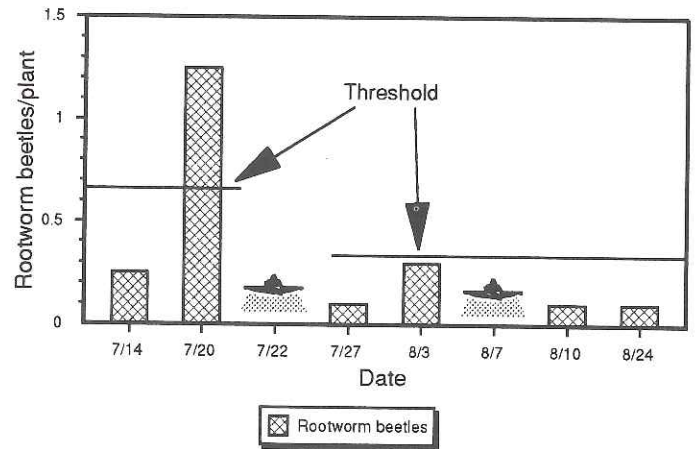 1.5
1
0.5
0
Rootworm beetles/plant
Threshold
7/14 7/20 7/22 7/27 8/3 8/7 8/10 8/24
Date
Rootworm beetles